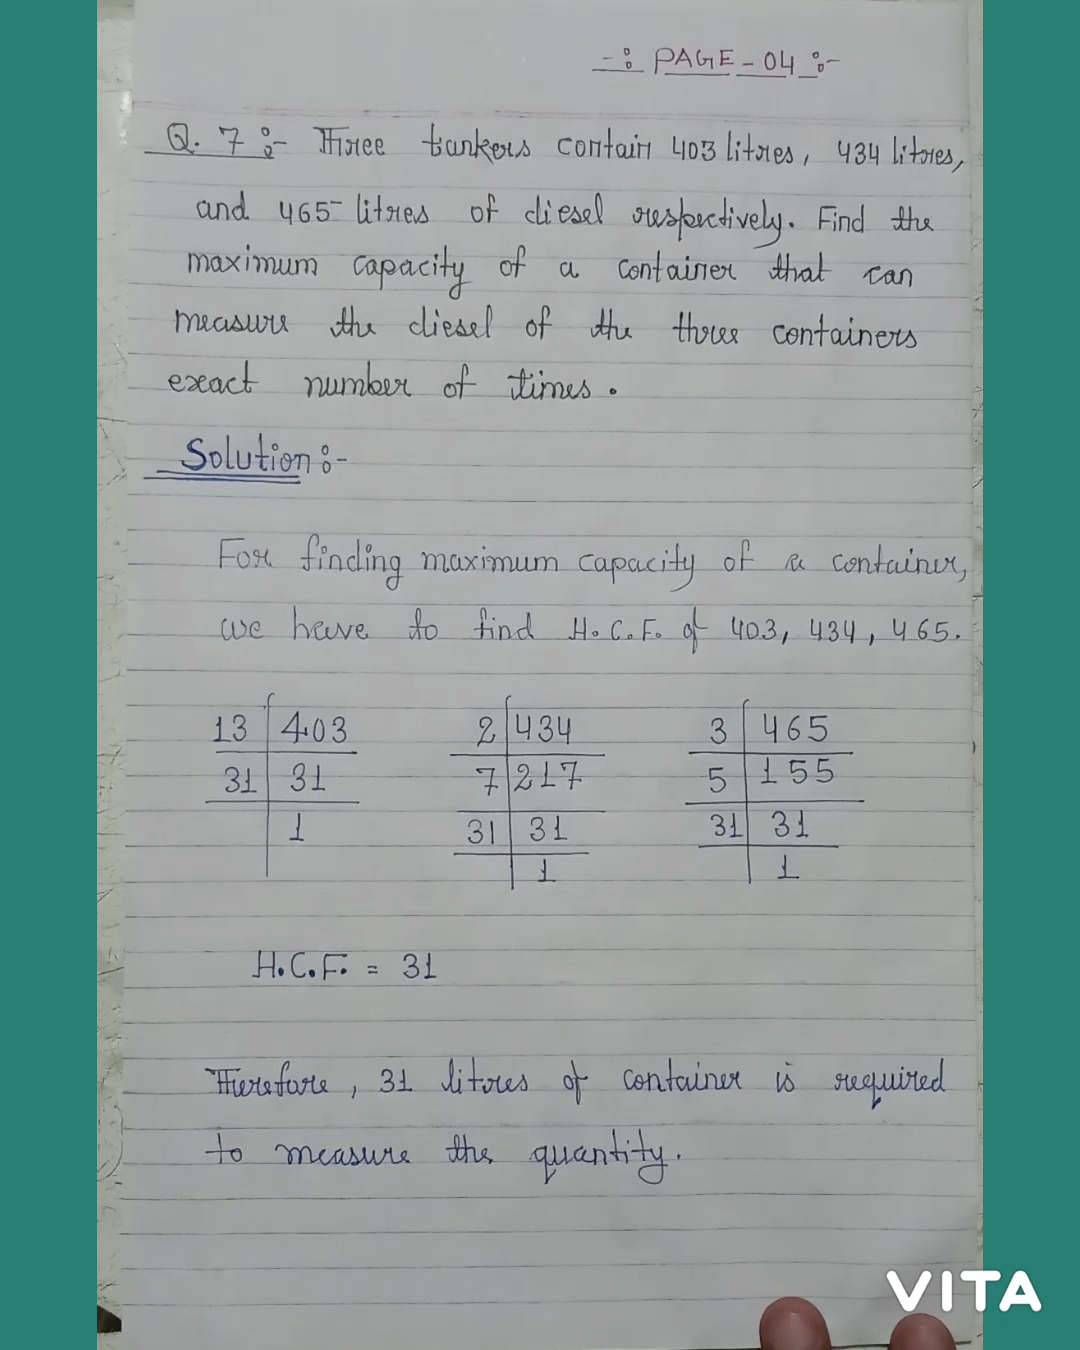 -: PAGE - 04 :-
Q. 7 :- Three tankers contain 403 litres, 434 litres,
and 465 litres of diesel respectively. Find the
maximum capacity of a container that can
measure the diesel of the three containers
exact number of times.
Solution :-
For finding maximum capacity of a container,
we have to find H.C.F. of 403, 434, 465.
13 403 2 434 3 465
31 31 7 217 5 155
1 31 31 31 31
1 1
H.C.F. = 31
Therefore, 31 litres of container is required
to measure the quantity.
VITA